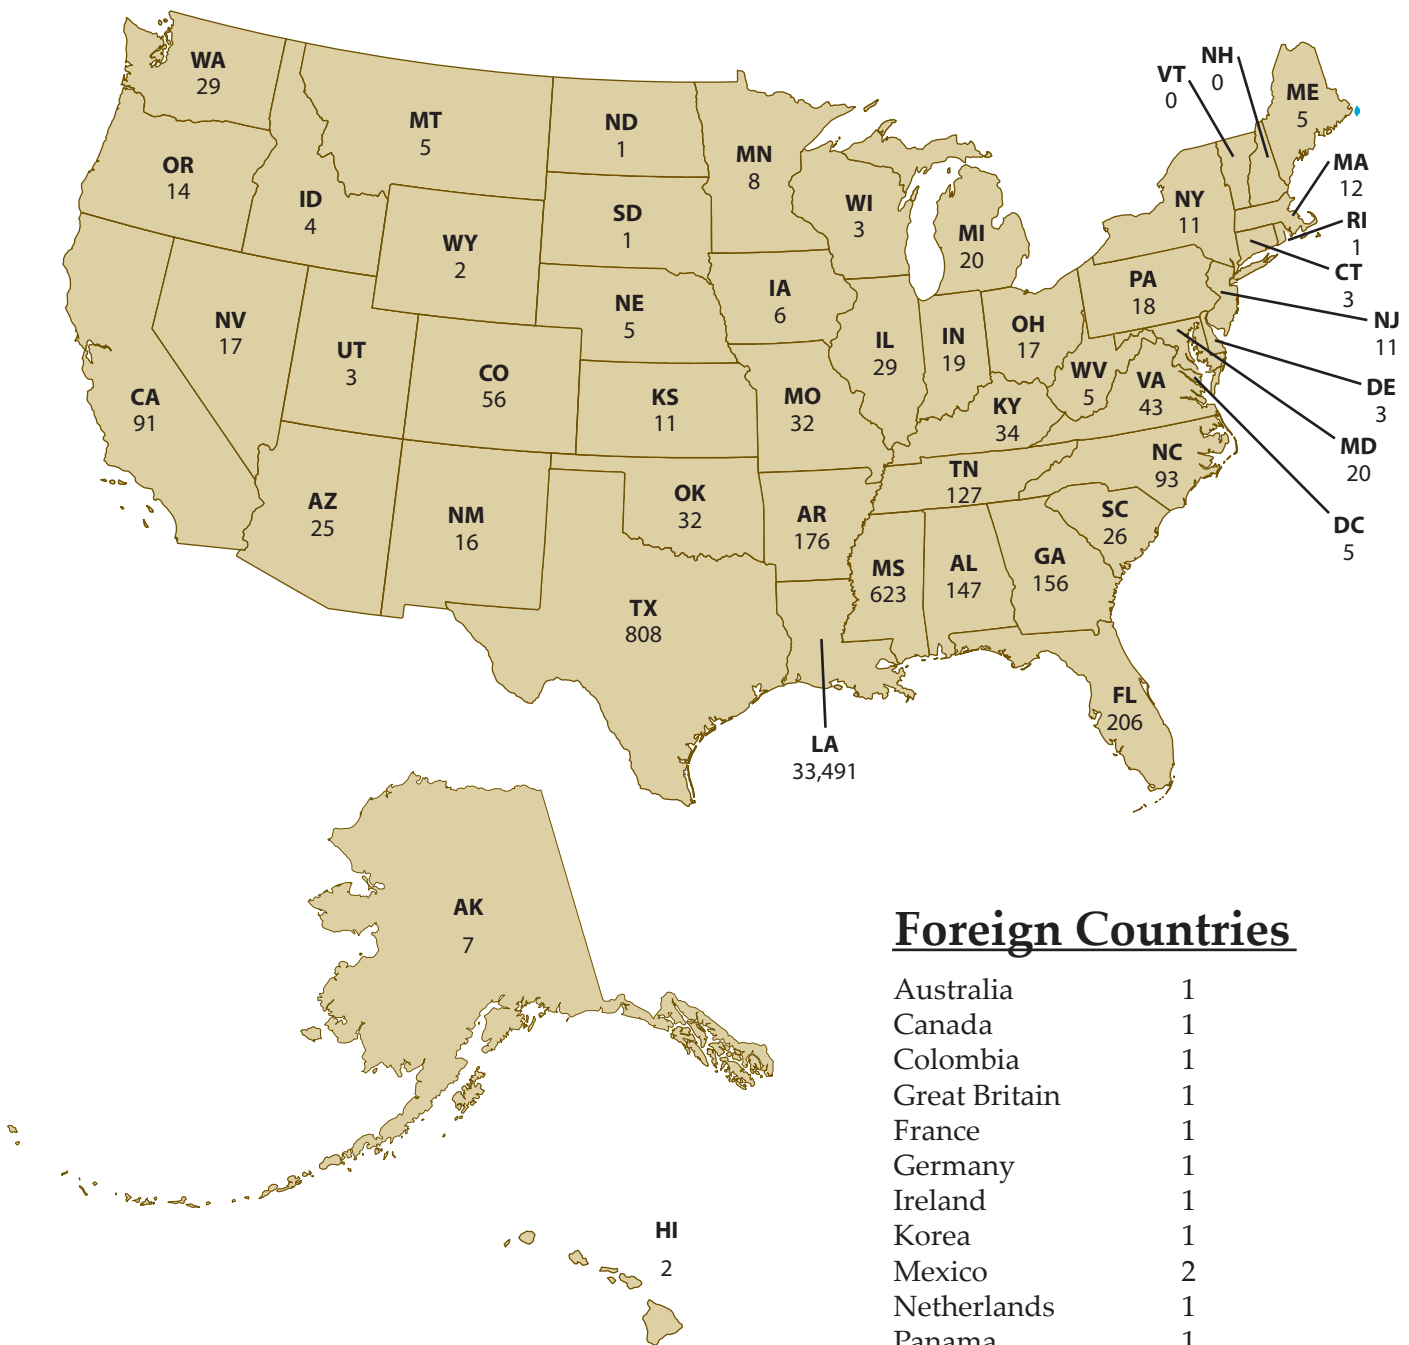 WA
29
OR
14
ID
4
MT
5
ND
1
MN
8
SD
1
WY
2
WI
3
MI
20
VT
0
NH
0
ME
5
MA
12
RI
1
CT
3
NY
11
NJ
11
PA
18
DE
3
MD
20
DC
5
NV
17
UT
3
CA
91
CO
56
NE
5
IA
6
IL
29
IN
19
OH
17
WV
5
VA
43
KS
11
MO
32
KY
34
NC
93
TN
127
SC
26
AZ
25
NM
16
OK
32
AR
176
MS
623
AL
147
GA
156
TX
808
LA
33,491
FL
206
AK
7
HI
2
Foreign Countries
Australia 1
Canada 1
Colombia 1
Great Britain 1
France 1
Germany 1
Ireland 1
Korea 1
Mexico 2
Netherlands 1
Panama 1